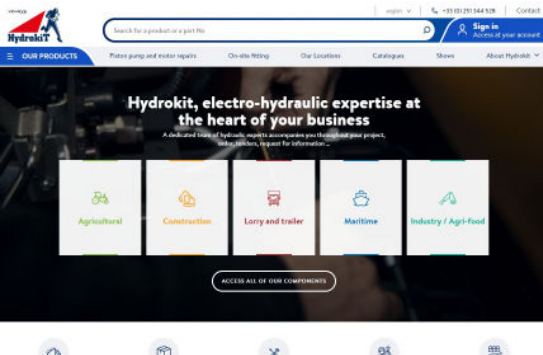 english
+33 (0) 251 344 528
Contact
HydrokiT
Search for a product or a part No
Sign in
Access at your account
OUR PRODUCTS
Piston pump and motor repairs
On-site fitting
Our Locations
Catalogues
Shows
About Hydrokit
Hydrokit, electro-hydraulic expertise at
the heart of your business
A dedicated team of hydraulic experts accompanies you throughout your project,
order, tenders, request for information ...
Agricultural
Construction
Lorry and trailer
Maritime
Industry / Agri-food
ACCESS ALL OF OUR COMPONENTS